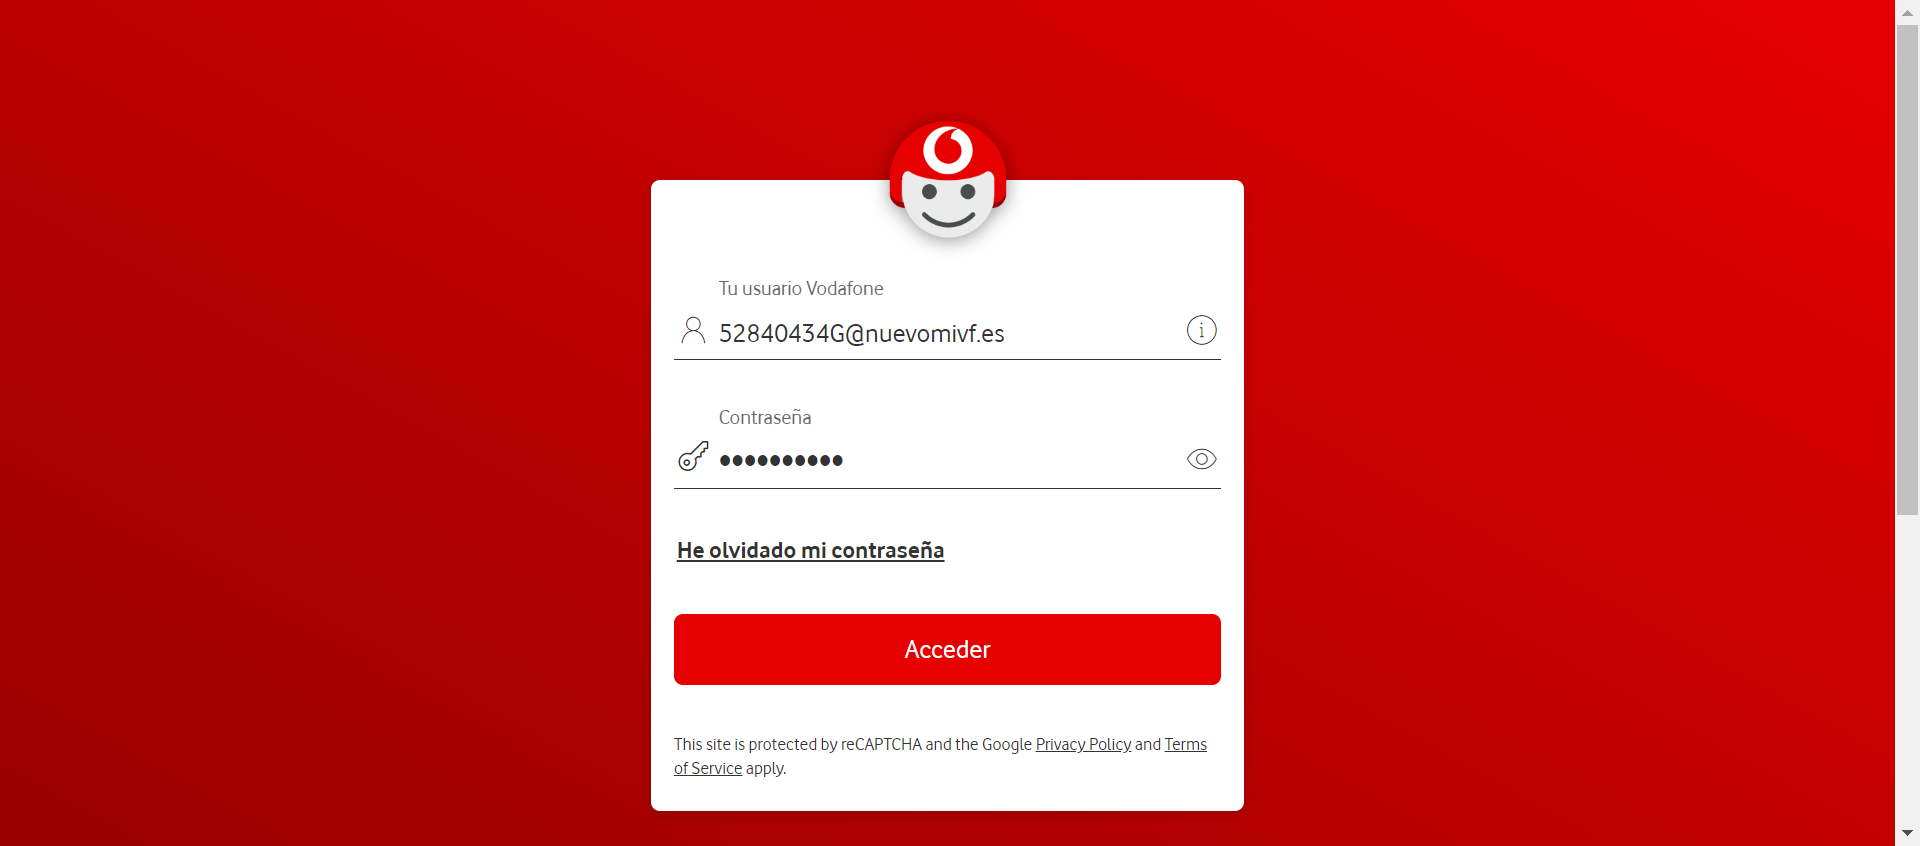 Tu usuario Vodafone
52840434G@nuevomivf.es
Contraseña
••••••••••
He olvidado mi contraseña
Acceder
This site is protected by reCAPTCHA and the Google Privacy Policy and Terms
of Service apply.